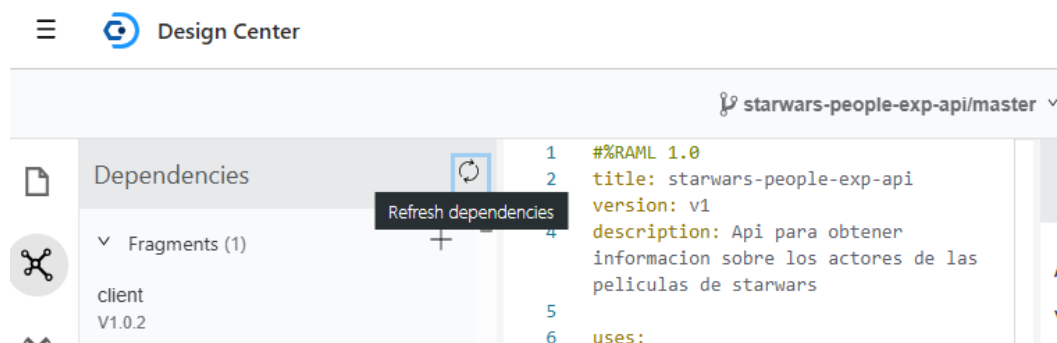 Design Center
starwars-people-exp-api/master
Dependencies
Refresh dependencies
Fragments (1)
client
V1.0.2
1 #%RAML 1.0
2 title: starwars-people-exp-api
version: v1
4 description: Api para obtener
informacion sobre los actores de las
peliculas de starwars
5
6 uses: